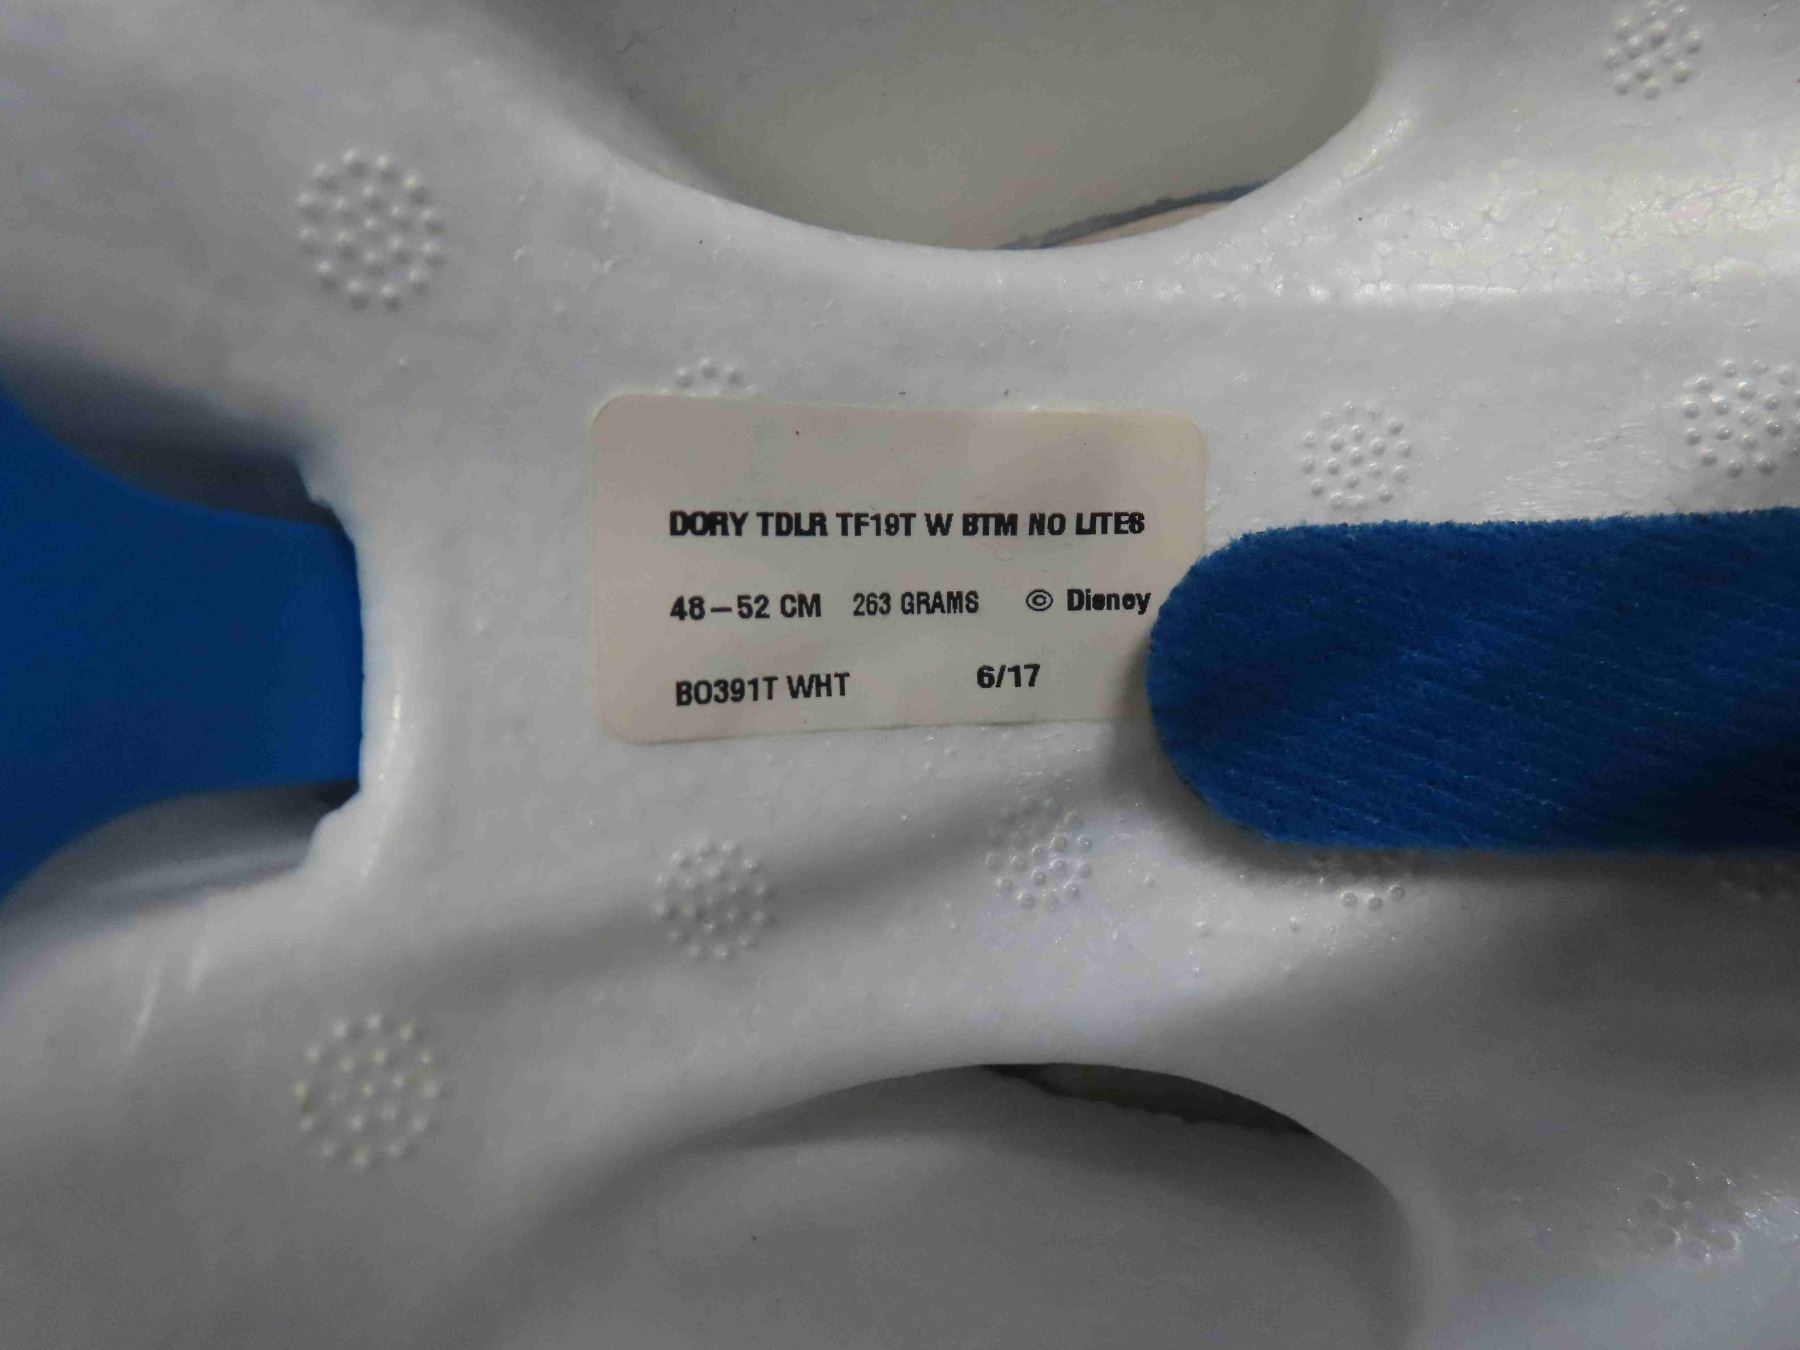 DORY TDLR TF19T W BTM NO LITES
48–52 CM 263 GRAMS © Disney
BO391T WHT 6/17